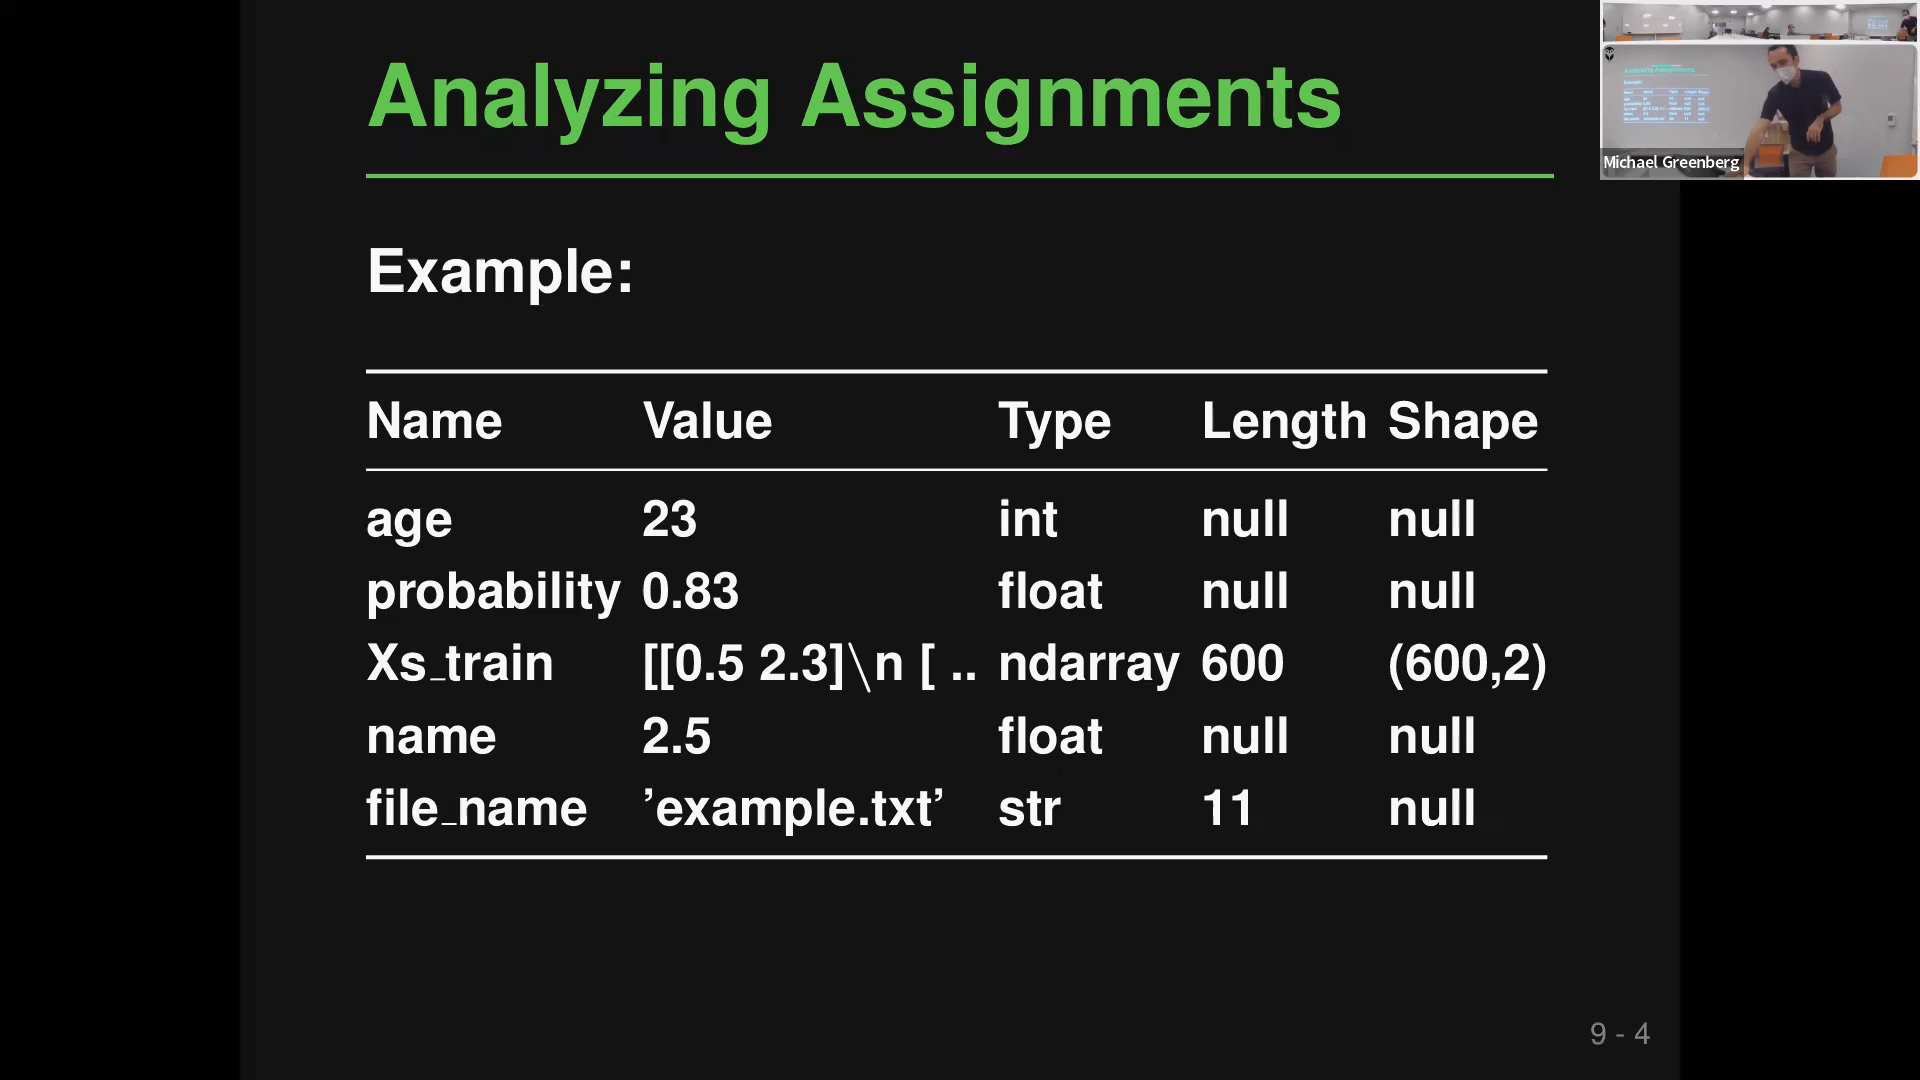 Analyzing Assignments
Example:
Name Value Type Length Shape
age 23 int null null
probability 0.83 float null null
Xs_train [[0.5 2.3]\n [ .. ndarray 600 (600,2)
name 2.5 float null null
file_name ’example.txt’ str 11 null
9 - 4
Michael Greenberg